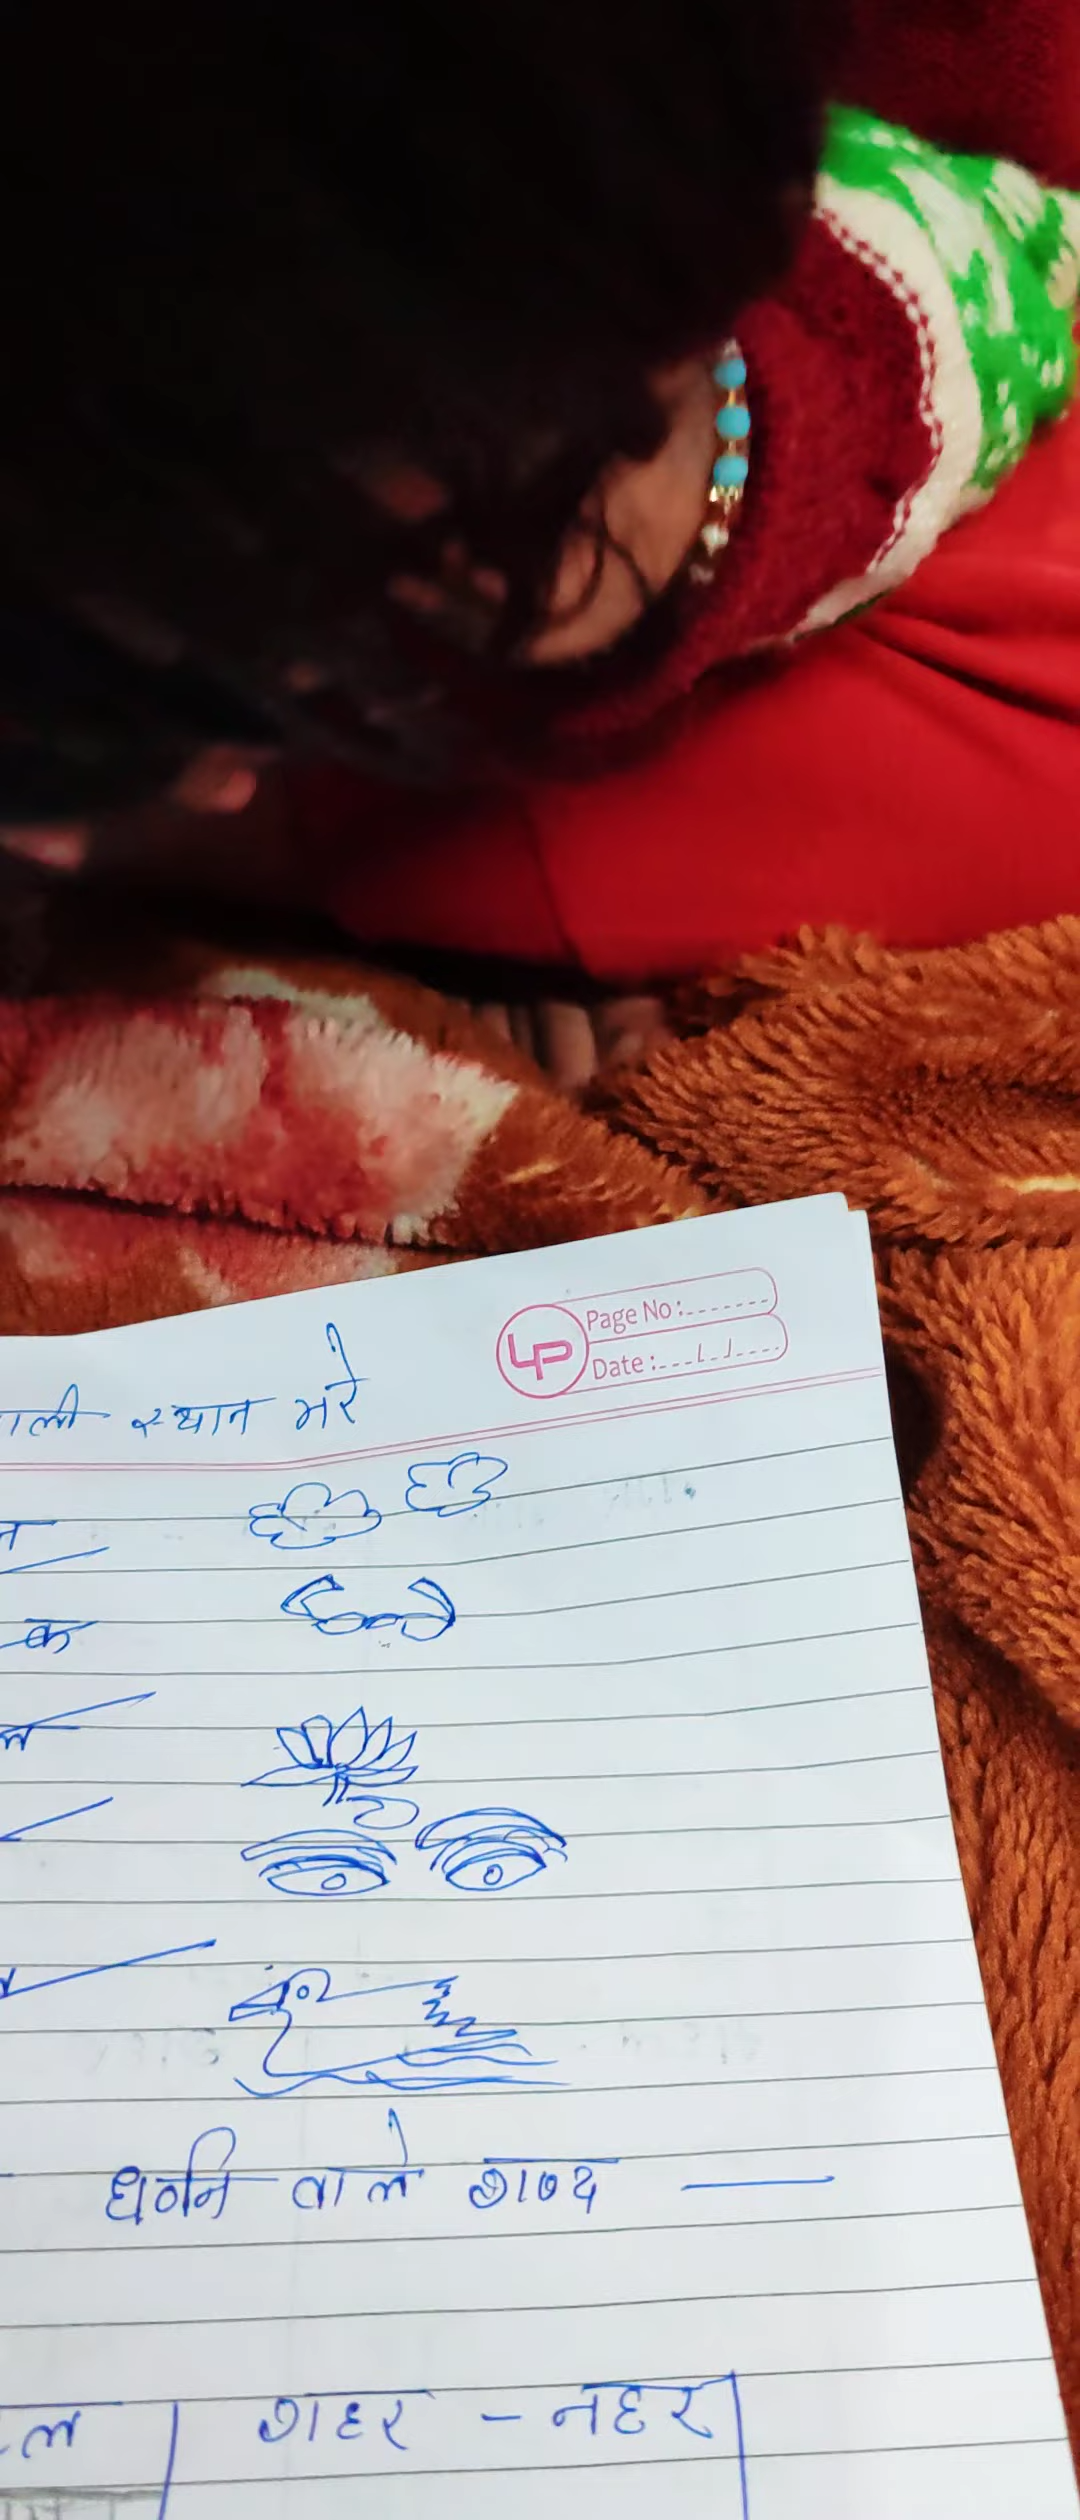 Page No :.......
Date :...
ाली स्थान भरे
न
क
ल
ध्वनि वाले शब्द —
ल | शहर - नहर |